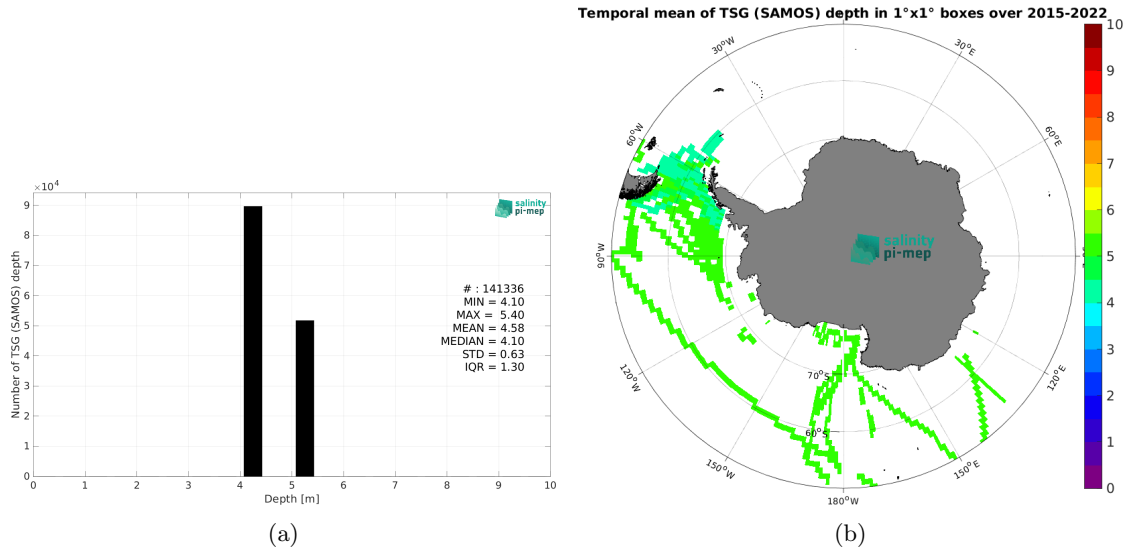 Temporal mean of TSG (SAMOS) depth in 1°x1° boxes over 2015-2022
×10⁴
9
8
7
6
5
4
3
2
1
0
Number of TSG (SAMOS) depth
0 1 2 3 4 5 6 7 8 9 10
Depth [m]
salinity
pi-mep
# : 141336
MIN = 4.10
MAX = 5.40
MEAN = 4.58
MEDIAN = 4.10
STD = 0.63
IQR = 1.30
(a)
30°W
30°E
60°W
60°E
90°W
120°W
120°E
150°W
150°E
180°W
70°S
60°S
salinity
pi-mep
10
9
8
7
6
5
4
3
2
1
0
(b)